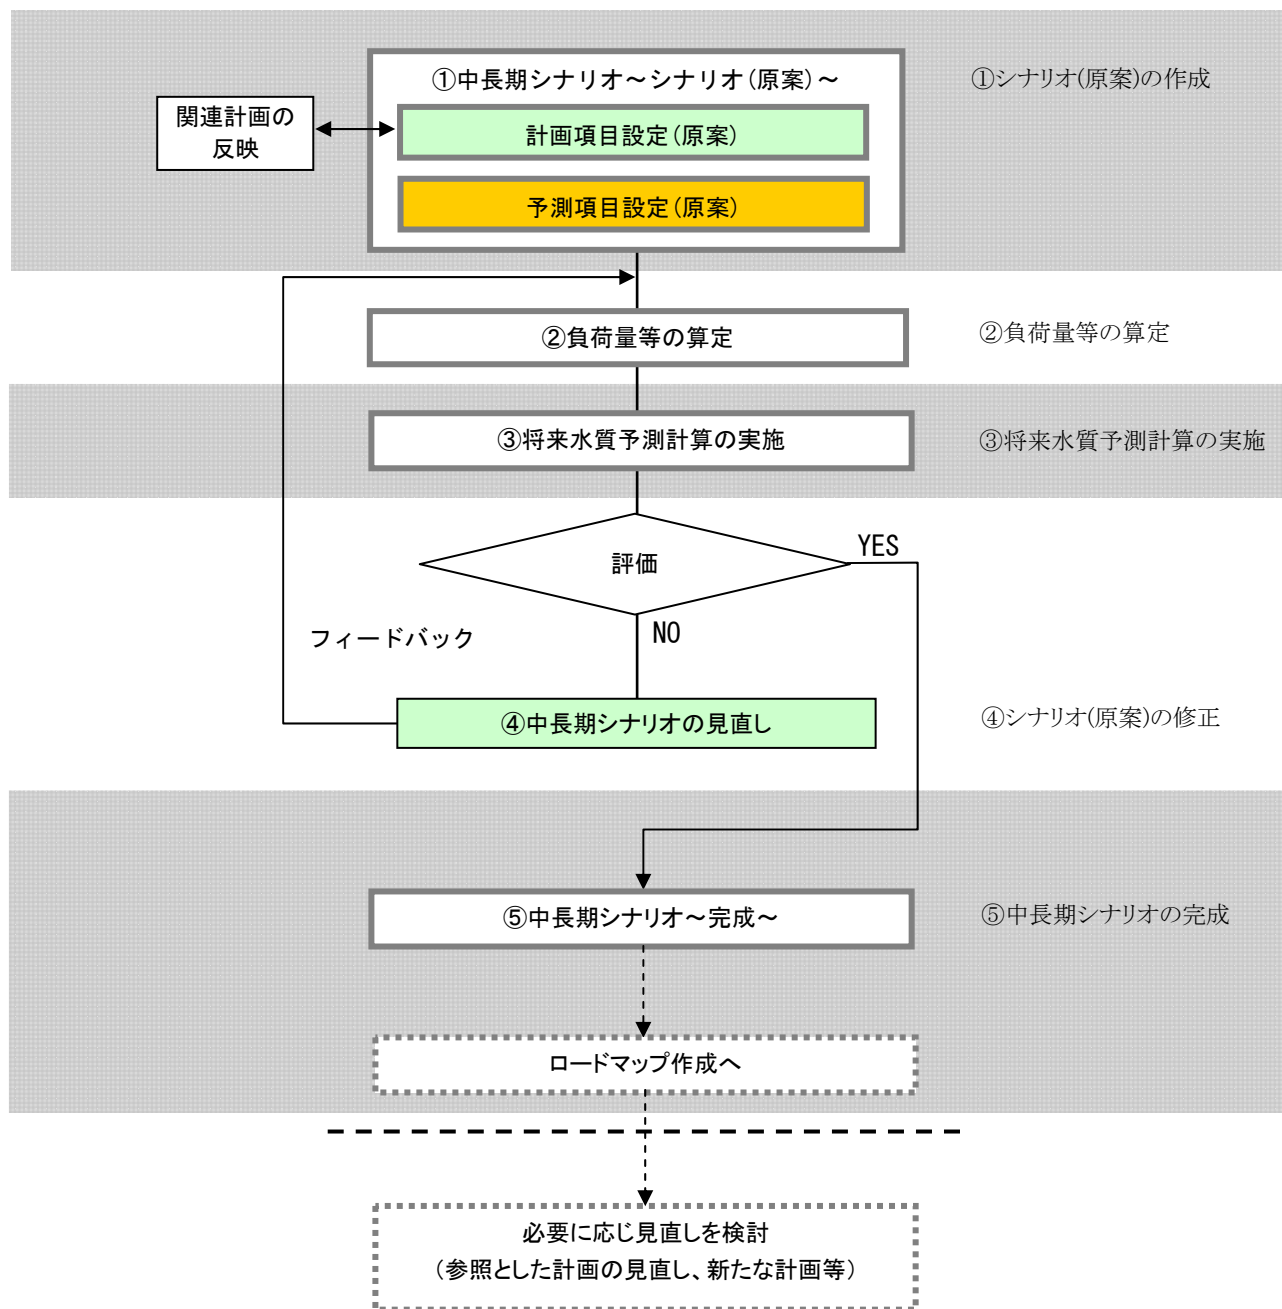 ①中長期シナリオ～シナリオ(原案)～
①シナリオ(原案)の作成
関連計画の
反映
計画項目設定(原案)
予測項目設定(原案)
②負荷量等の算定
②負荷量等の算定
③将来水質予測計算の実施
③将来水質予測計算の実施
評価
YES
NO
フィードバック
④中長期シナリオの見直し
④シナリオ(原案)の修正
⑤中長期シナリオ～完成～
⑤中長期シナリオの完成
ロードマップ作成へ
必要に応じ見直しを検討
(参照とした計画の見直し、新たな計画等)